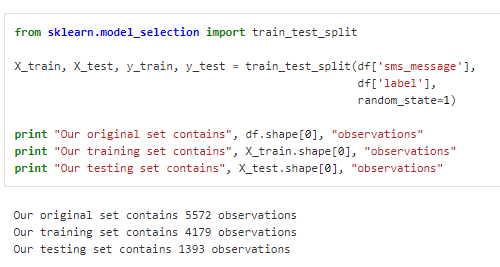 from sklearn.model_selection import train_test_split
X_train, X_test, y_train, y_test = train_test_split(df['sms_message'],
df['label'],
random_state=1)
print "Our original set contains", df.shape[0], "observations"
print "Our training set contains", X_train.shape[0], "observations"
print "Our testing set contains", X_test.shape[0], "observations"
Our original set contains 5572 observations
Our training set contains 4179 observations
Our testing set contains 1393 observations